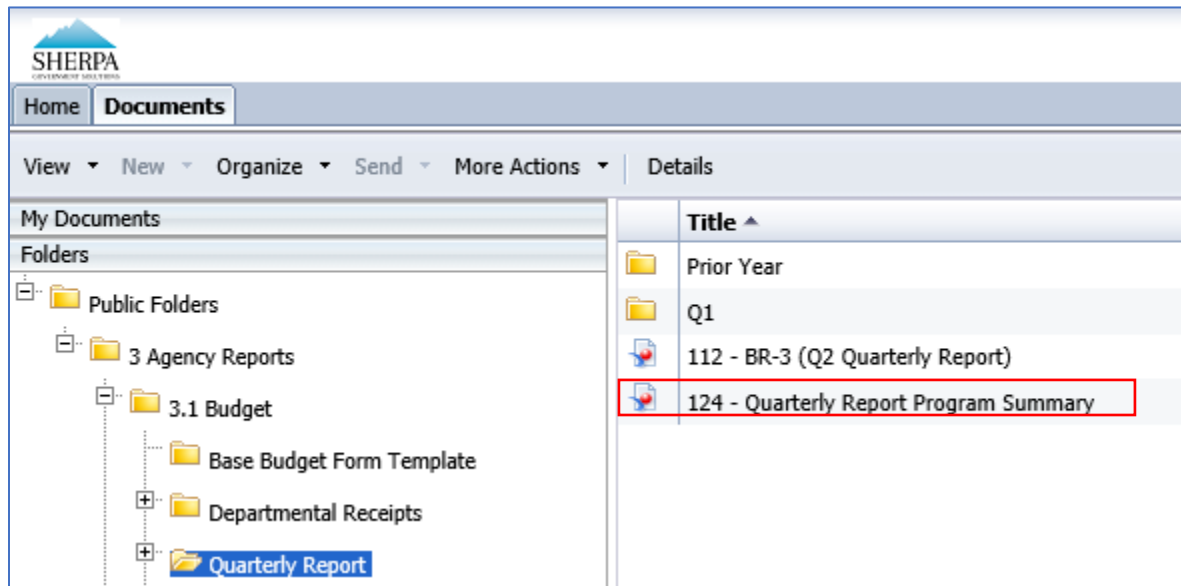 SHERPA
GOVERNMENT SOLUTIONS
Home Documents
View New Organize Send More Actions Details
My Documents
Folders
Public Folders
3 Agency Reports
3.1 Budget
Base Budget Form Template
Departmental Receipts
Quarterly Report
Title
Prior Year
Q1
112 - BR-3 (Q2 Quarterly Report)
124 - Quarterly Report Program Summary